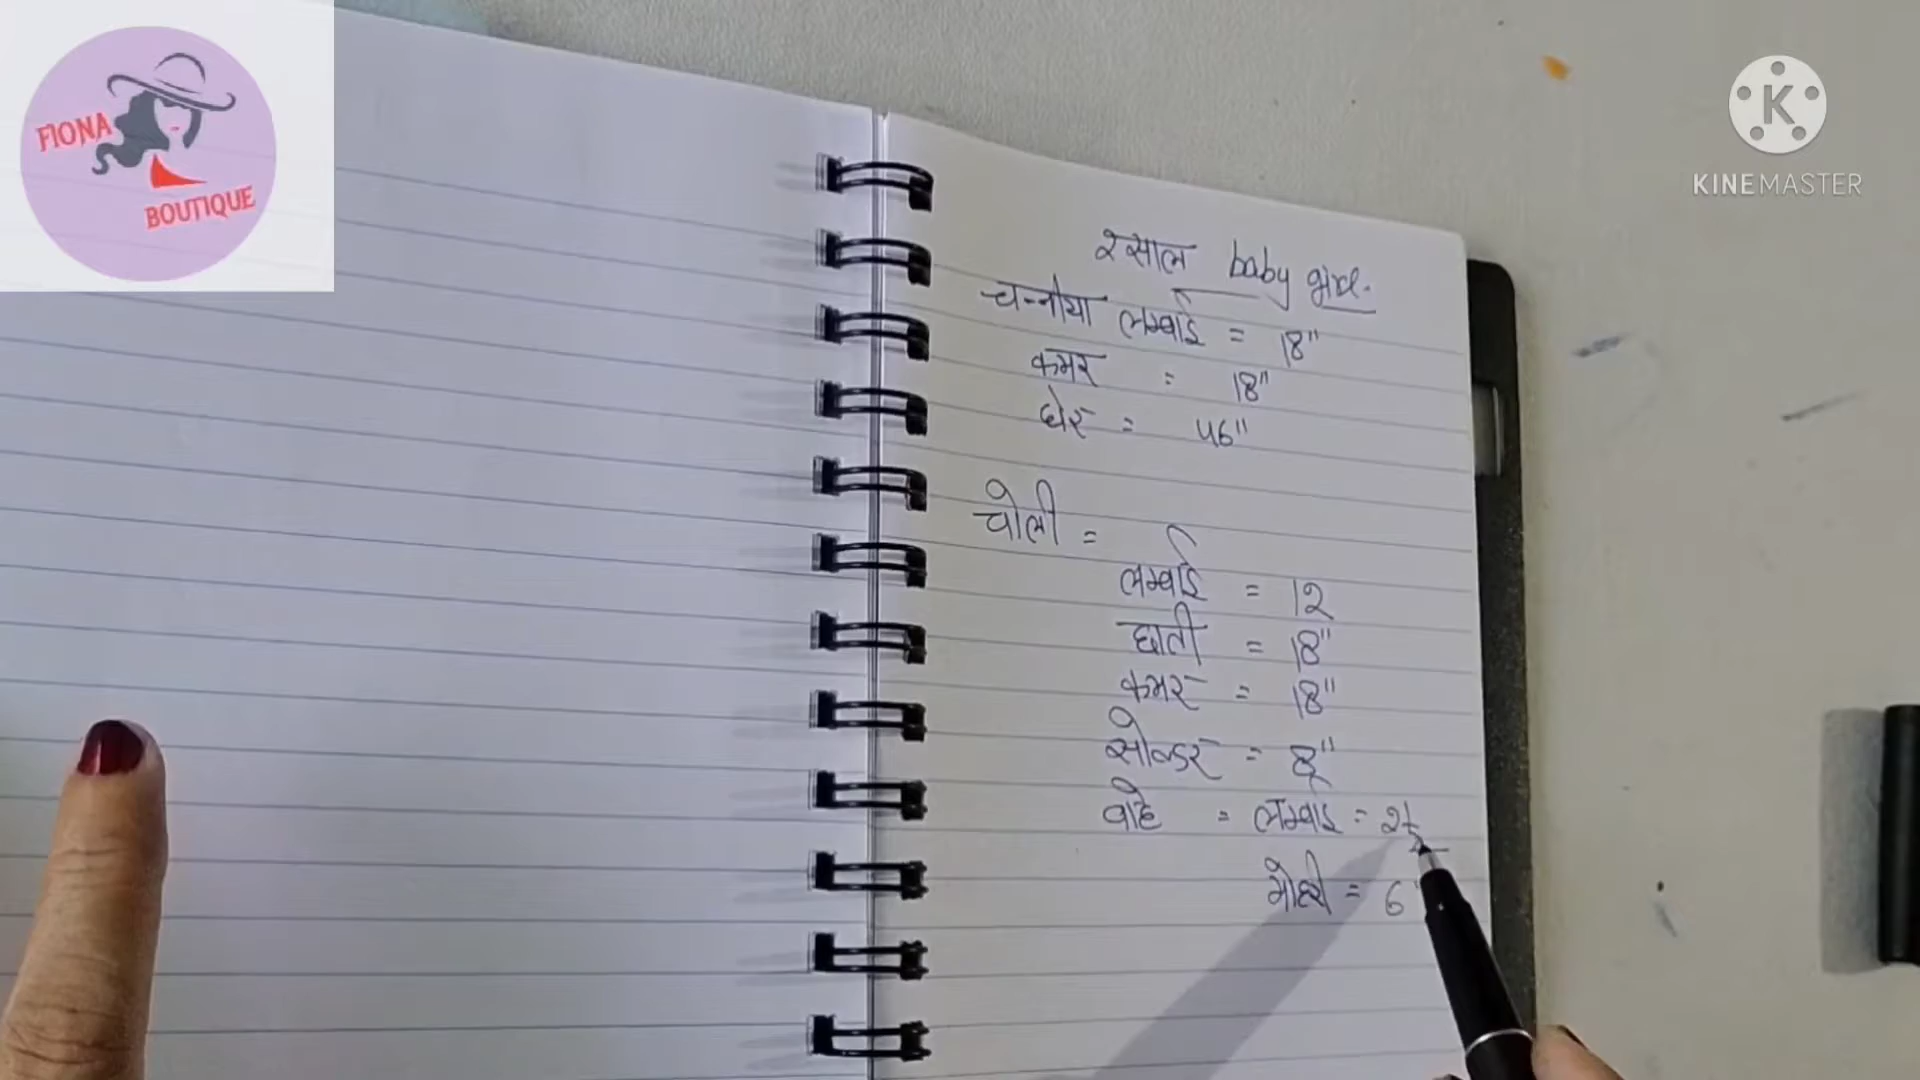 FIONA
BOUTIQUE
K
KINEMASTER
२ साल baby girl.
चन्नोया लम्बाई = 18"
कमर = 18"
घेर = 46"
चोली =
लम्बाई = 12
छाती = 18"
कमर = 18"
सोल्डर = 8"
वाहे = लम्बाई = 2½
मोहरी = 6"